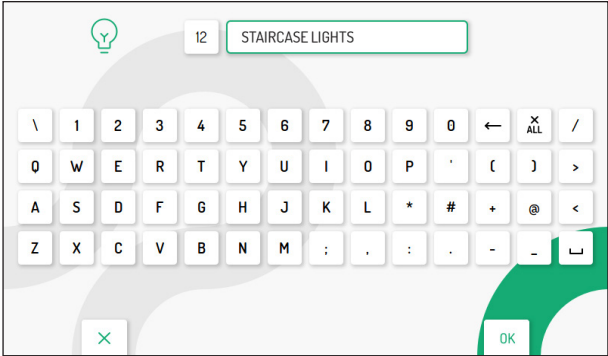 12 STAIRCASE LIGHTS
\ 1 2 3 4 5 6 7 8 9 0 ← × ALL /
Q W E R T Y U I O P ' ( ) >
A S D F G H J K L * # + @ <
Z X C V B N M ; , : . - _ ⎵
× OK